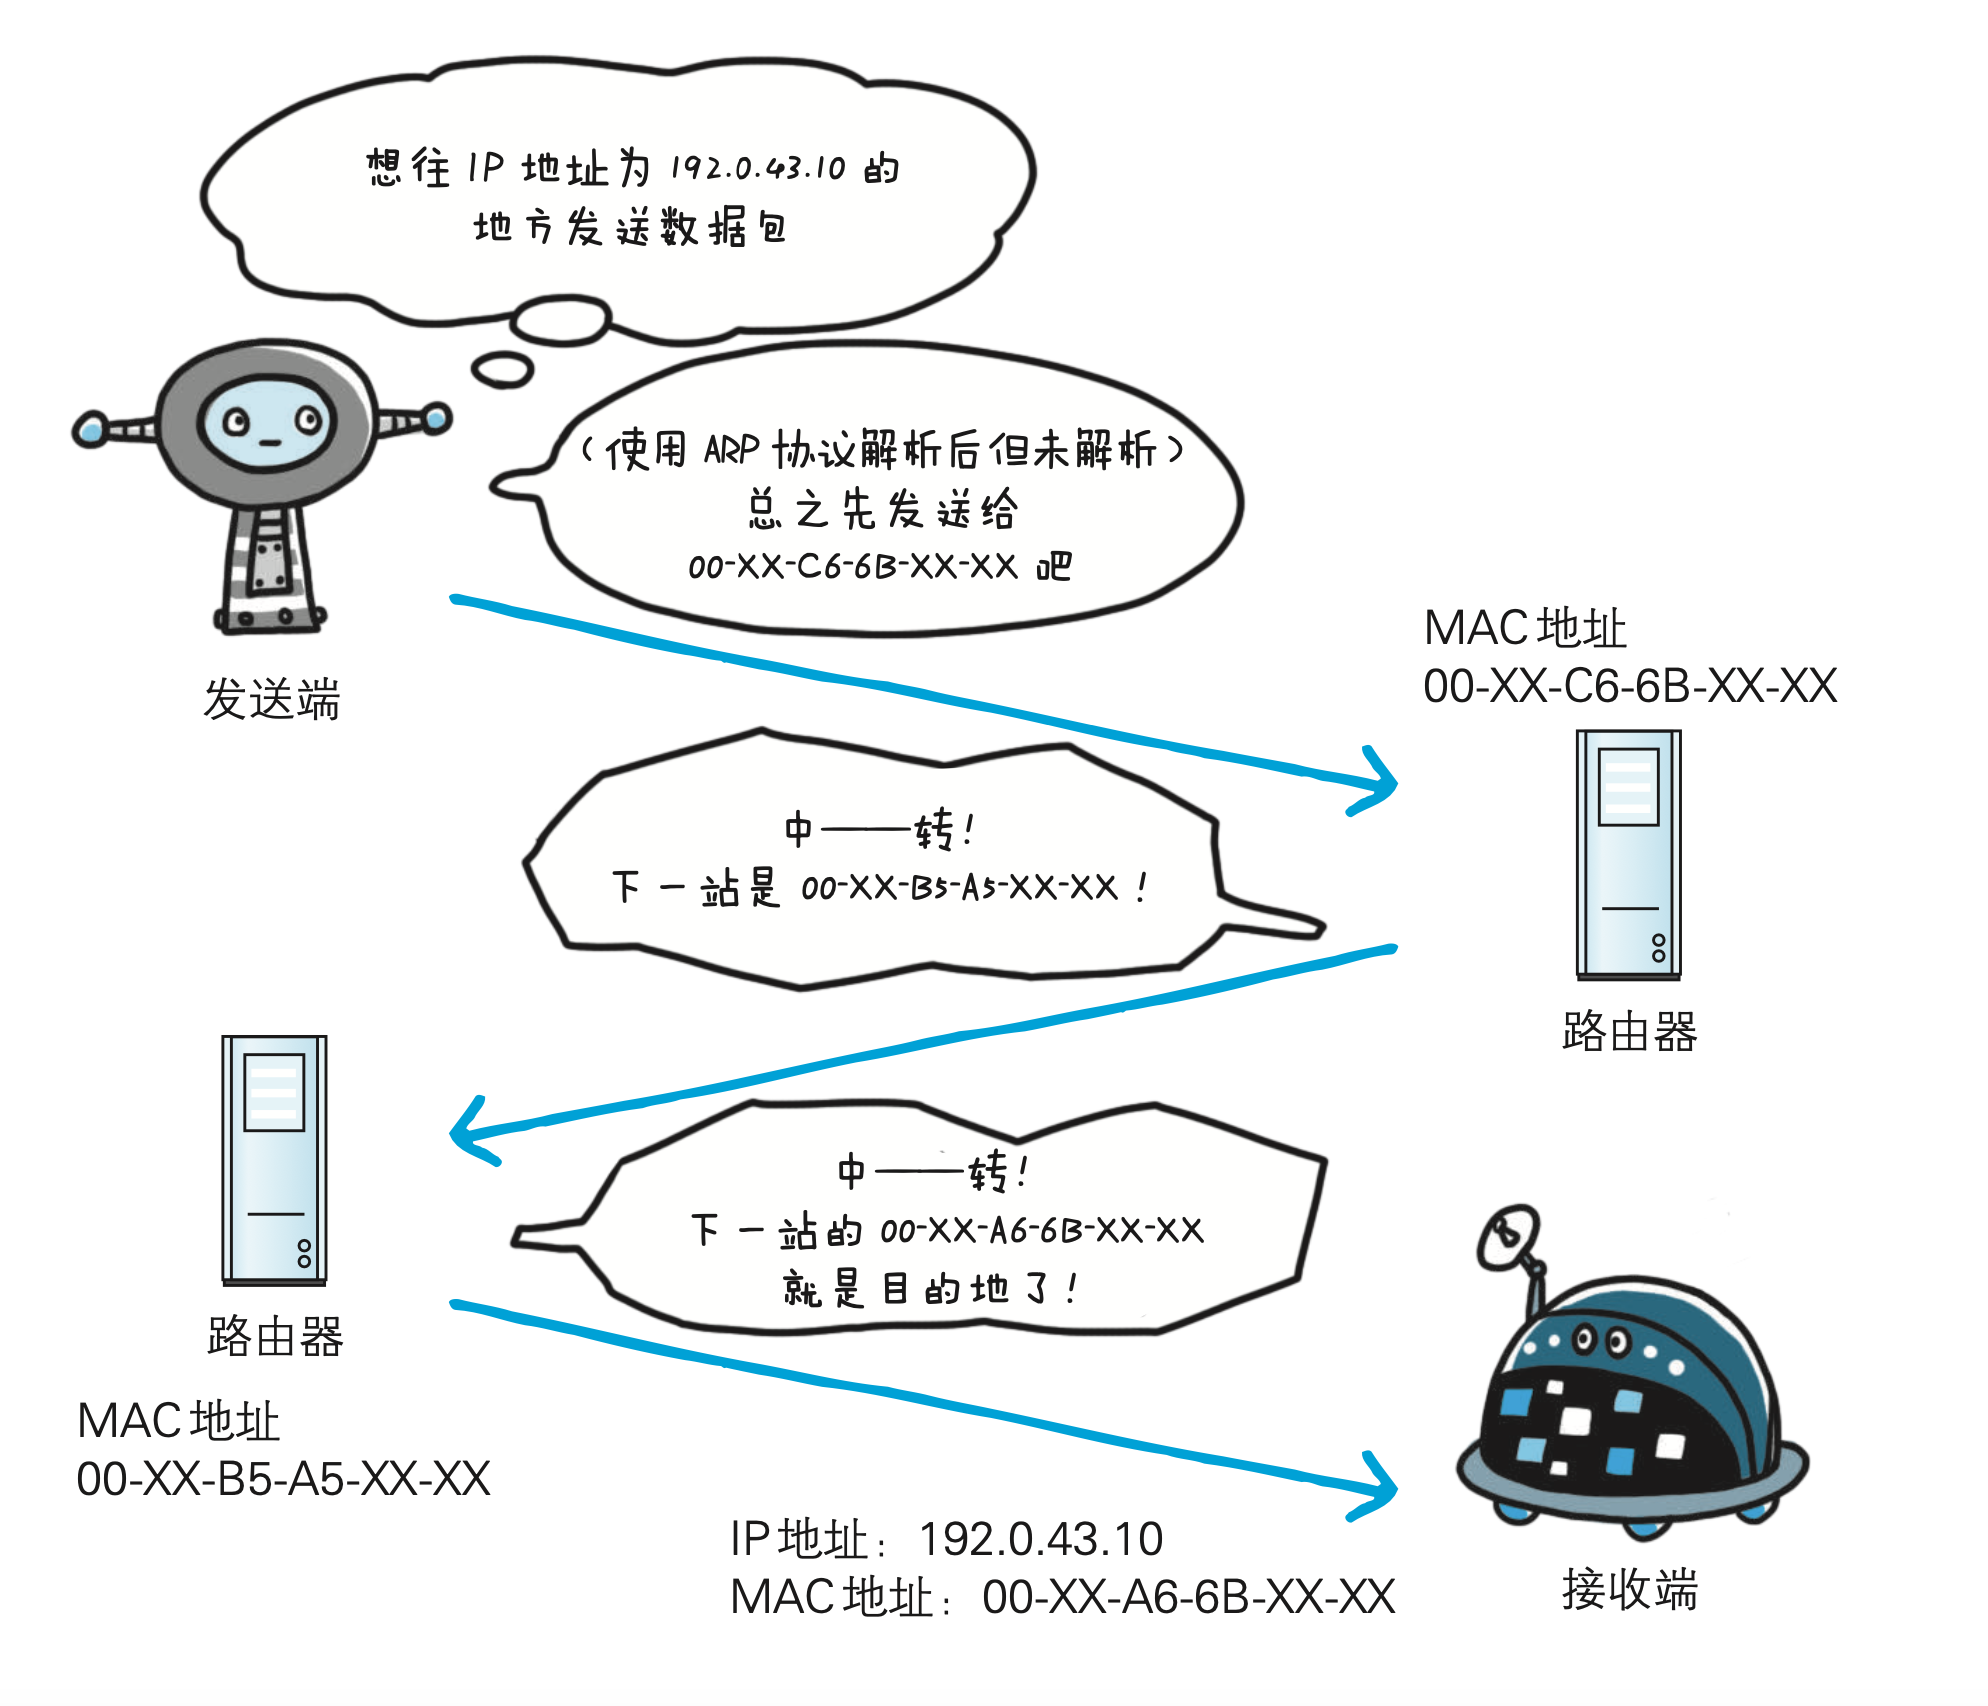 想往 IP 地址为 192.0.43.10 的
地方发送数据包
（使用 ARP 协议解析后但未解析）
总之先发送给
00-XX-C6-6B-XX-XX 吧
发送端
MAC 地址
00-XX-C6-6B-XX-XX
中——转！
下一站是 00-XX-B5-A5-XX-XX！
路由器
中——转！
下一站的 00-XX-A6-6B-XX-XX
就是目的地了！
路由器
MAC 地址
00-XX-B5-A5-XX-XX
IP 地址：192.0.43.10
MAC 地址：00-XX-A6-6B-XX-XX
接收端